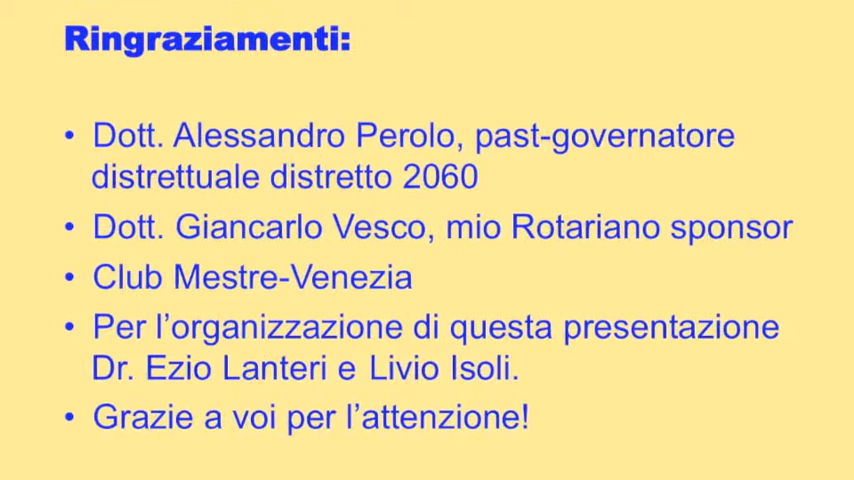 Ringraziamenti:
• Dott. Alessandro Perolo, past-governatore
distrettuale distretto 2060
• Dott. Giancarlo Vesco, mio Rotariano sponsor
• Club Mestre-Venezia
• Per l’organizzazione di questa presentazione
Dr. Ezio Lanteri e Livio Isoli.
• Grazie a voi per l’attenzione!